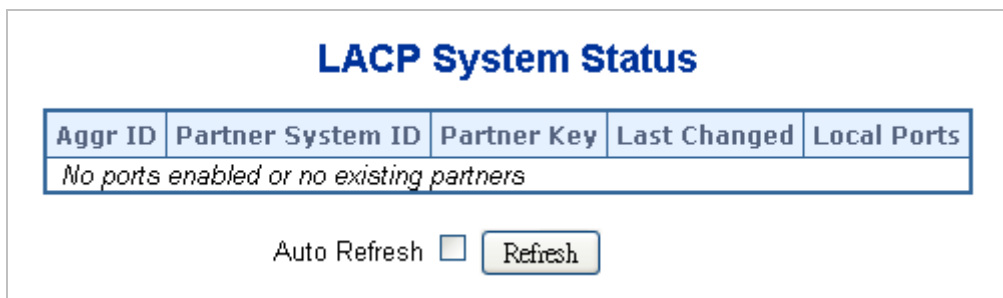 LACP System Status
Aggr ID Partner System ID Partner Key Last Changed Local Ports
No ports enabled or no existing partners
Auto Refresh Refresh